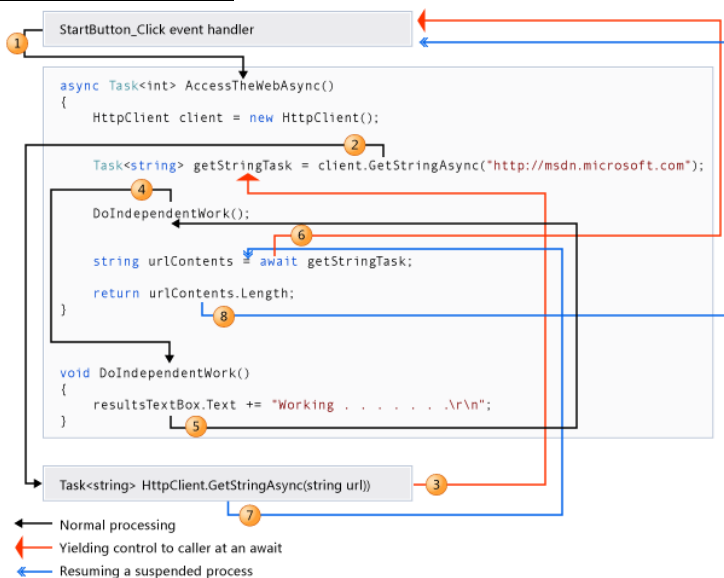 StartButton_Click event handler
1
async Task<int> AccessTheWebAsync()
{
HttpClient client = new HttpClient();
2
Task<string> getStringTask = client.GetStringAsync("http://msdn.microsoft.com");
4
DoIndependentWork();
6
string urlContents = await getStringTask;
return urlContents.Length;
}
8
void DoIndependentWork()
{
resultsTextBox.Text += "Working . . . . . . .\r\n";
}
5
Task<string> HttpClient.GetStringAsync(string url))
3
7
Normal processing
Yielding control to caller at an await
Resuming a suspended process